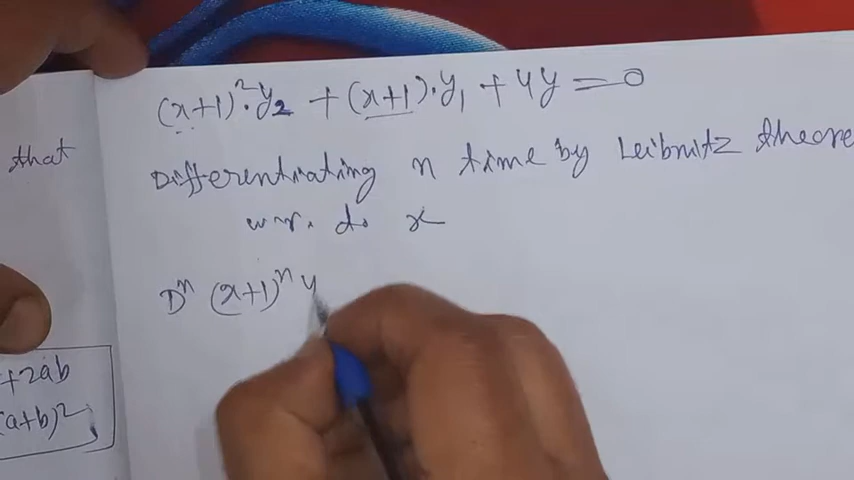 (x+1)².y₂ + (x+1).y₁ + 4y = 0
that
Differentiating n time by Leibnitz theore
w.r. to x
Dⁿ (x+1)ⁿ y
+2ab
(a+b)²